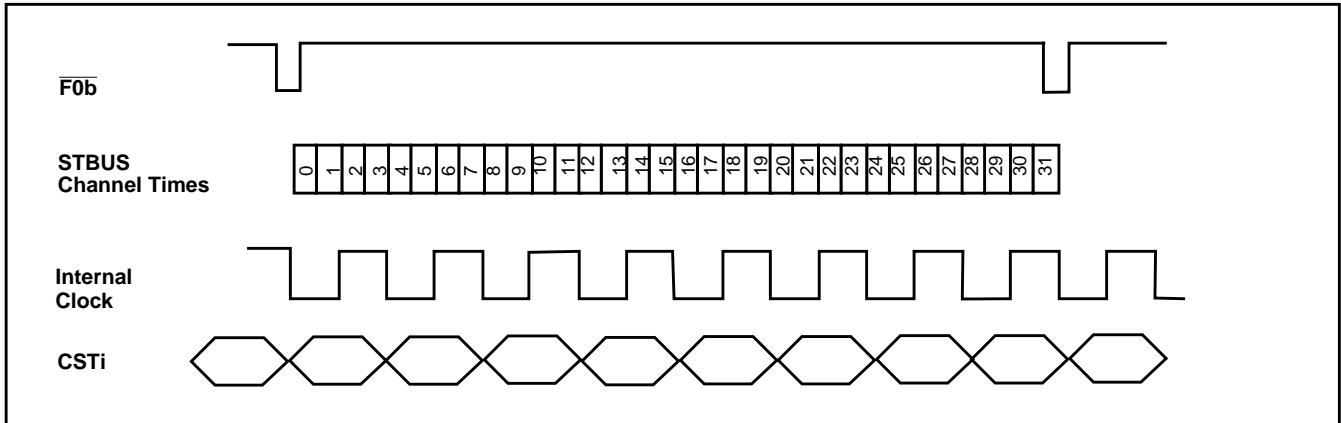 F0b
STBUS
Channel Times
0 1 2 3 4 5 6 7 8 9 10 11 12 13 14 15 16 17 18 19 20 21 22 23 24 25 26 27 28 29 30 31
Internal
Clock
CSTi